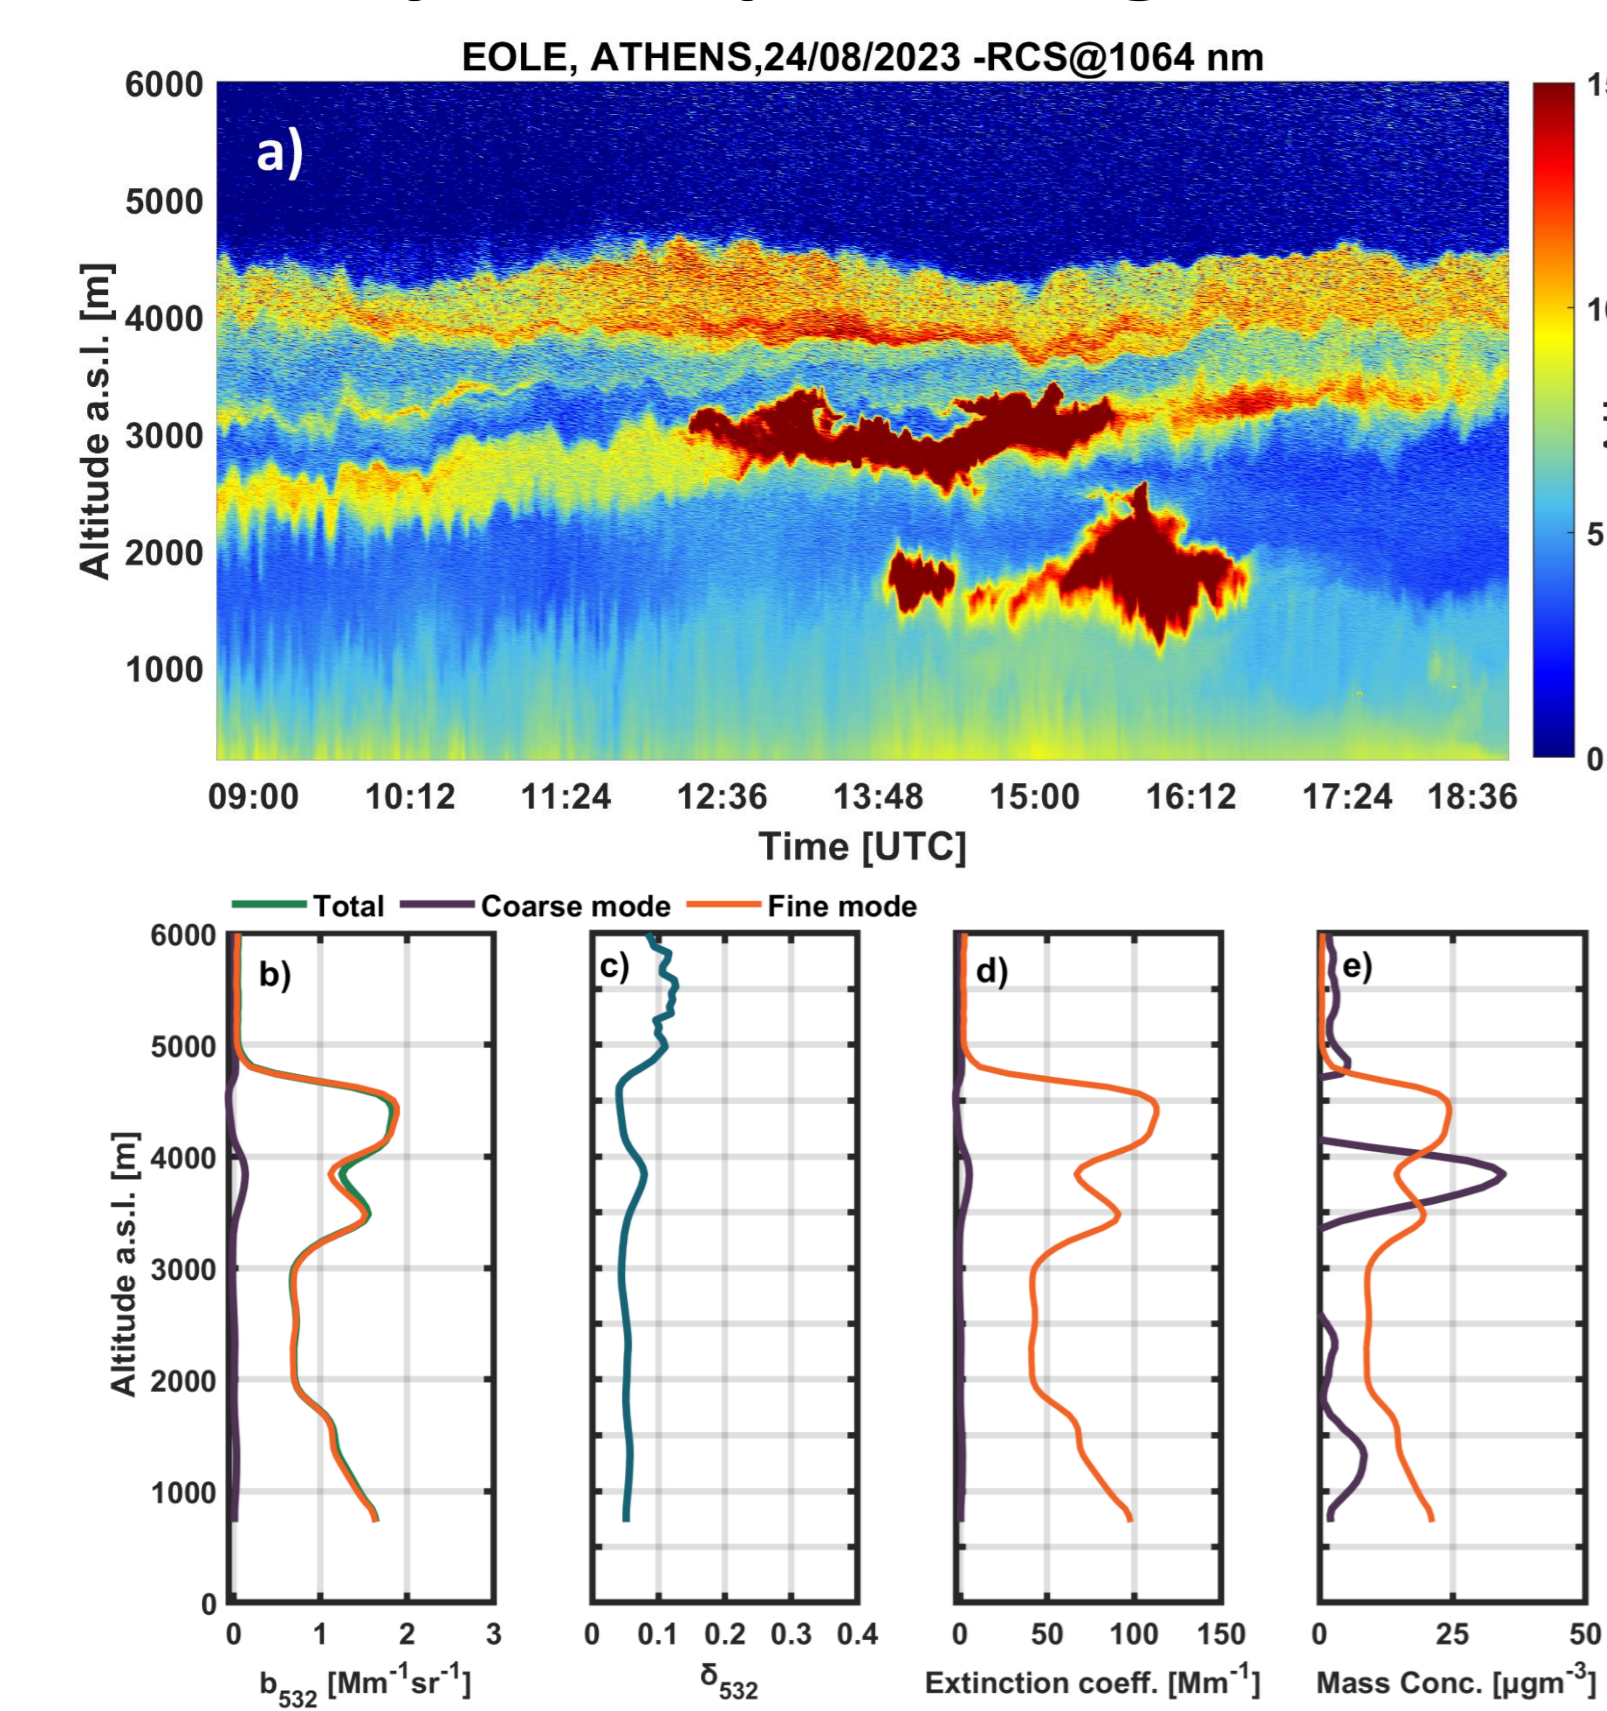 EOLE, ATHENS,24/08/2023 -RCS@1064 nm
a)
6000
5000
4000
3000
2000
1000
Altitude a.s.l. [m]
09:00 10:12 11:24 12:36 13:48 15:00 16:12 17:24 18:36
Time [UTC]
10
5
0
Total Coarse mode Fine mode
b) c) d) e)
6000
5000
4000
3000
2000
1000
0
Altitude a.s.l. [m]
0 1 2 3
0 0.1 0.2 0.3 0.4
0 50 100 150
0 25 50
b532 [Mm-1sr-1]
δ532
Extinction coeff. [Mm-1]
Mass Conc. [µgm-3]